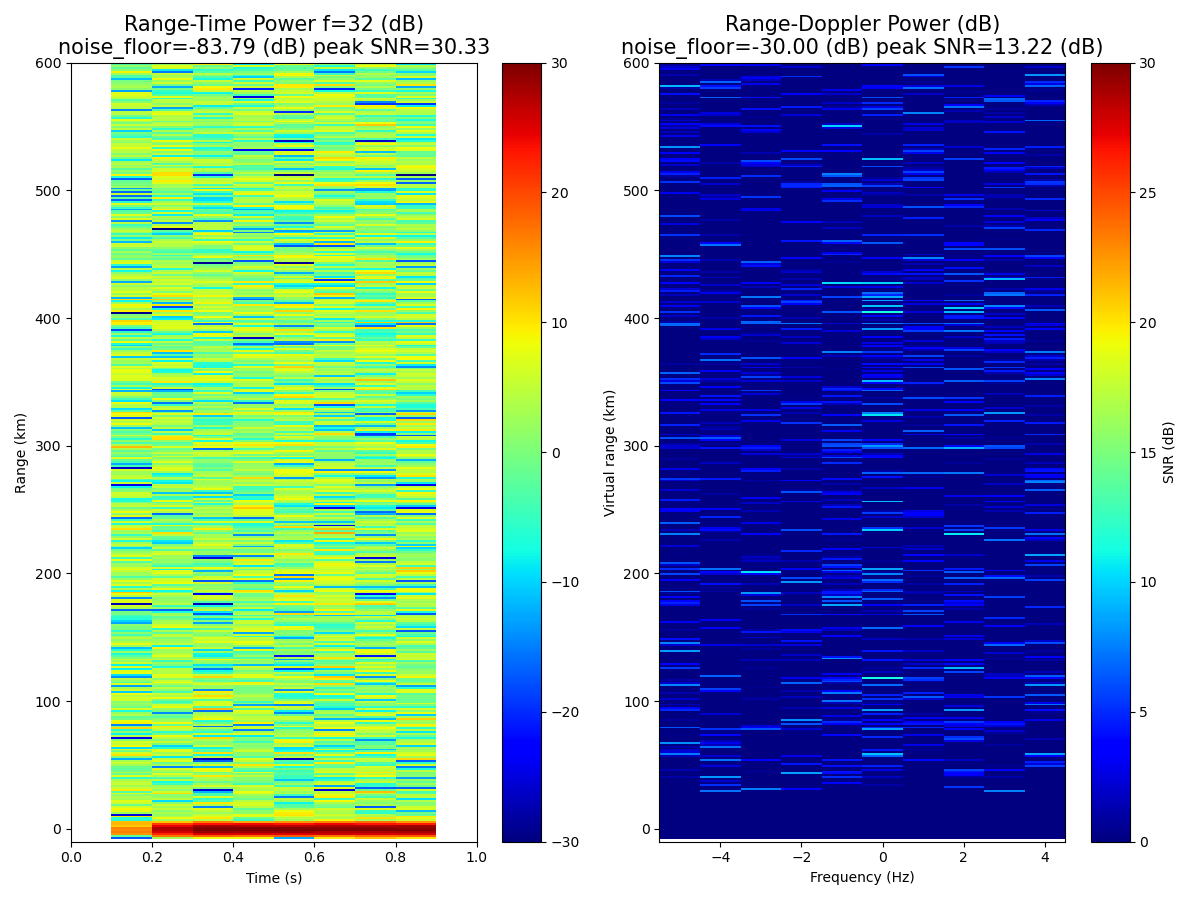 Range-Time Power f=32 (dB)
noise_floor=-83.79 (dB) peak SNR=30.33
Range (km)
600
500
400
300
200
100
0
0.0 0.2 0.4 0.6 0.8 1.0
Time (s)
30
20
10
0
−10
−20
−30
Range-Doppler Power (dB)
noise_floor=-30.00 (dB) peak SNR=13.22 (dB)
Virtual range (km)
600
500
400
300
200
100
0
−4 −2 0 2 4
Frequency (Hz)
30
25
20
15
10
5
0
SNR (dB)